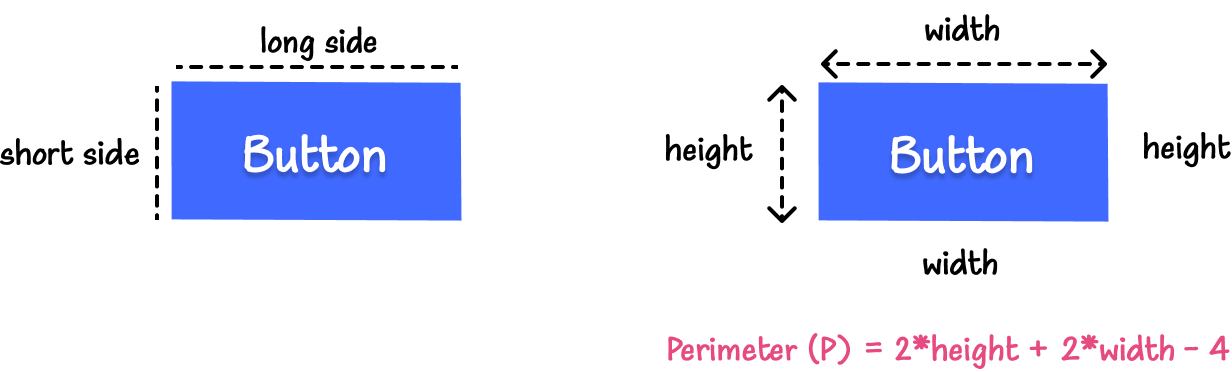 long side
short side
Button
width
height
Button
height
width
Perimeter (P) = 2*height + 2*width - 4